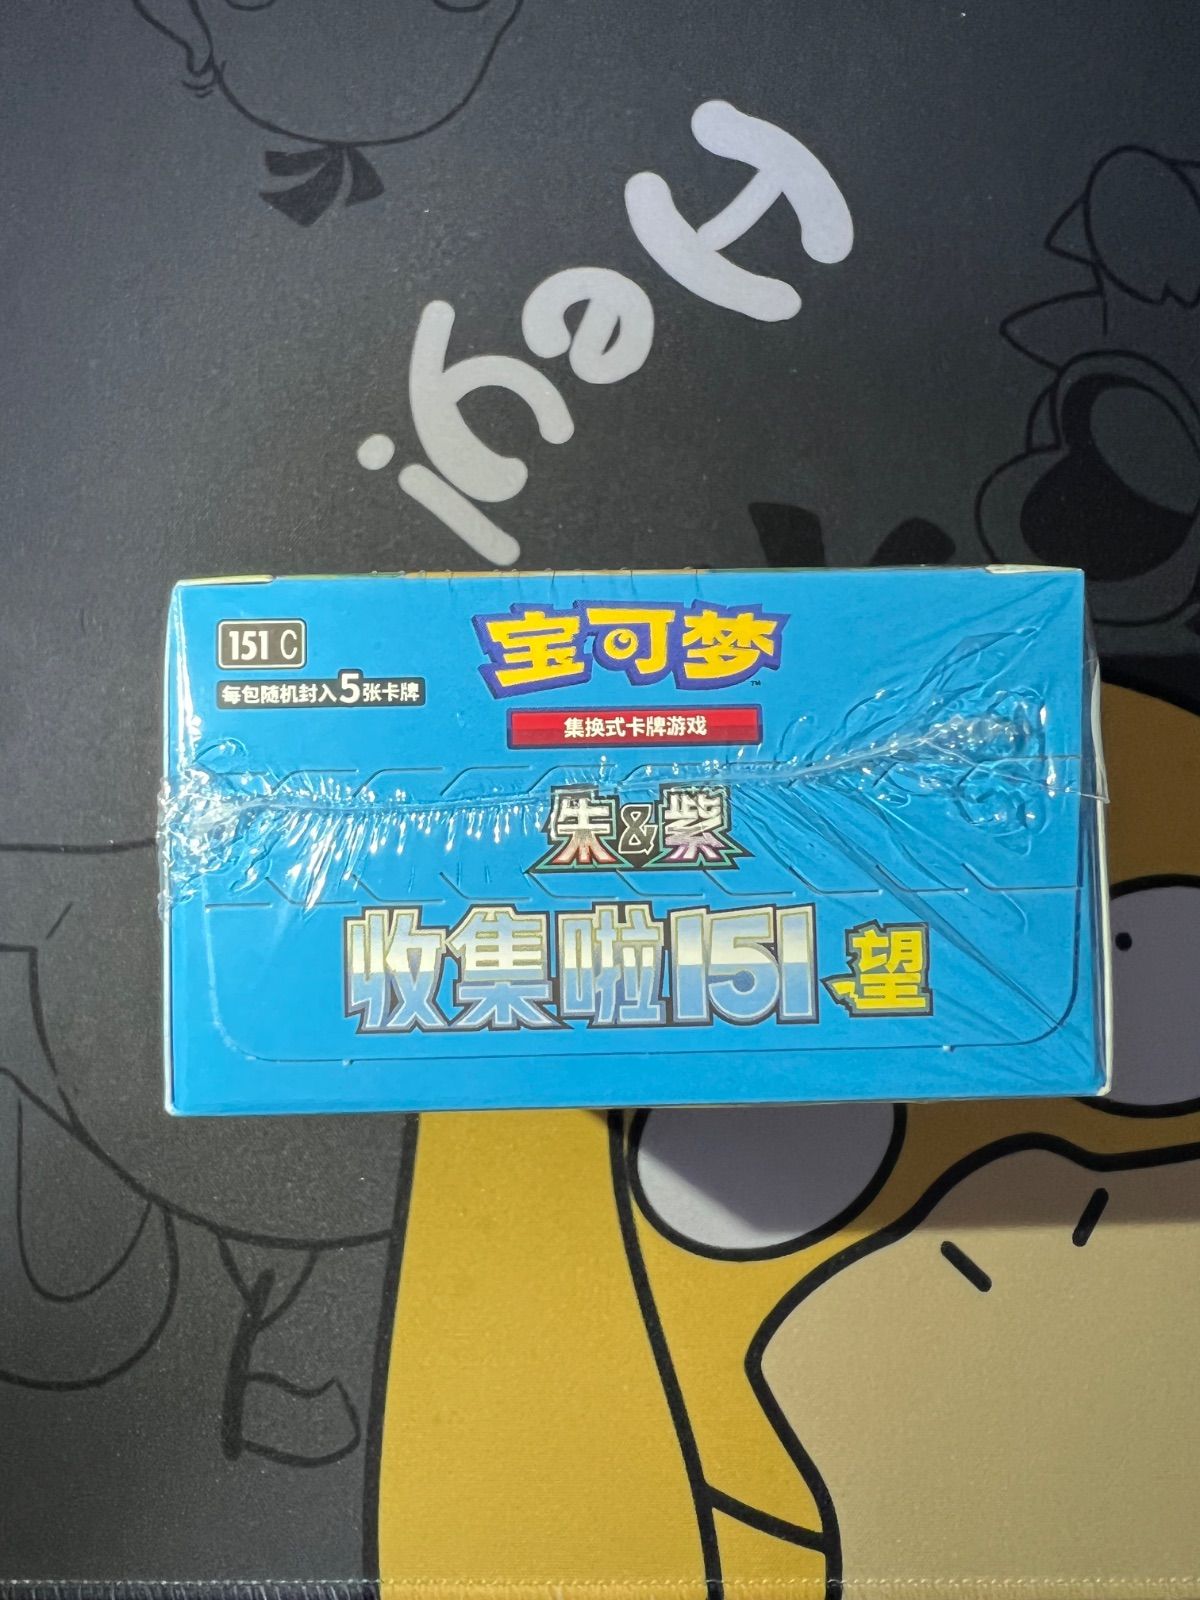 Heyi
151 C
每包随机封入5张卡牌
宝可梦
集换式卡牌游戏
朱&紫
收集啦151 望